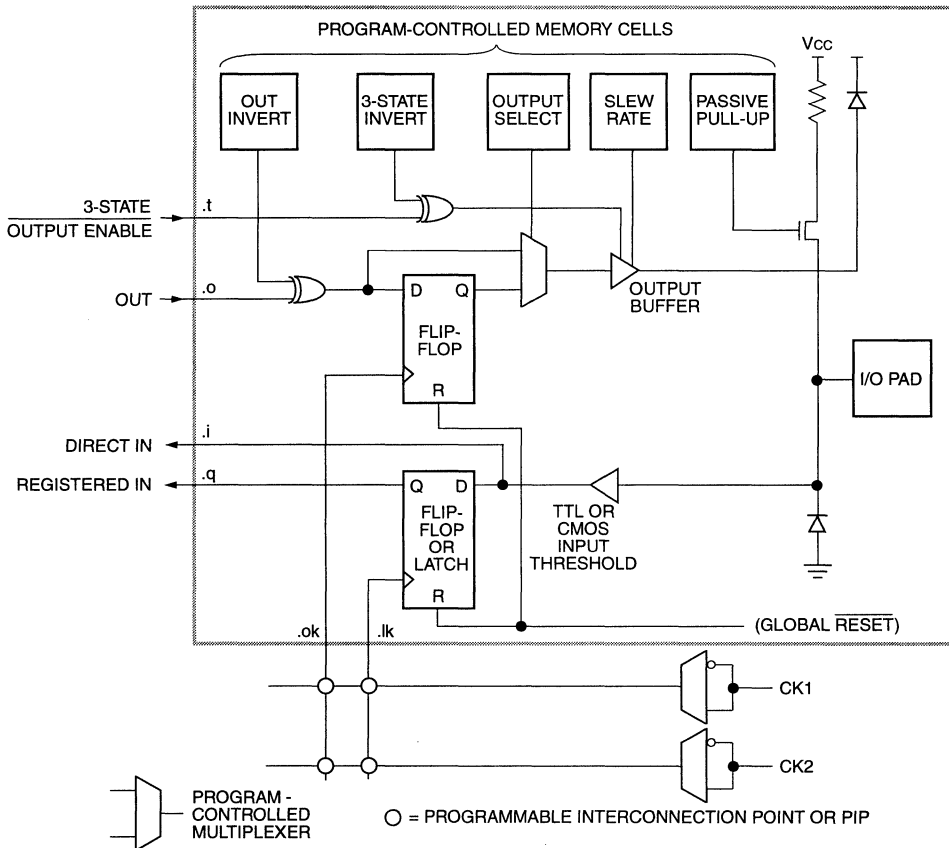 PROGRAM-CONTROLLED MEMORY CELLS
VCC
OUT
INVERT
3-STATE
INVERT
OUTPUT
SELECT
SLEW
RATE
PASSIVE
PULL-UP
3-STATE
OUTPUT ENABLE
.t
OUT
.o
D Q
FLIP-
FLOP
R
OUTPUT
BUFFER
I/O PAD
DIRECT IN
.i
REGISTERED IN
.q
Q D
FLIP-
FLOP
OR
LATCH
R
TTL OR
CMOS
INPUT
THRESHOLD
(GLOBAL RESET)
.ok
.lk
CK1
CK2
PROGRAM -
CONTROLLED
MULTIPLEXER
= PROGRAMMABLE INTERCONNECTION POINT OR PIP